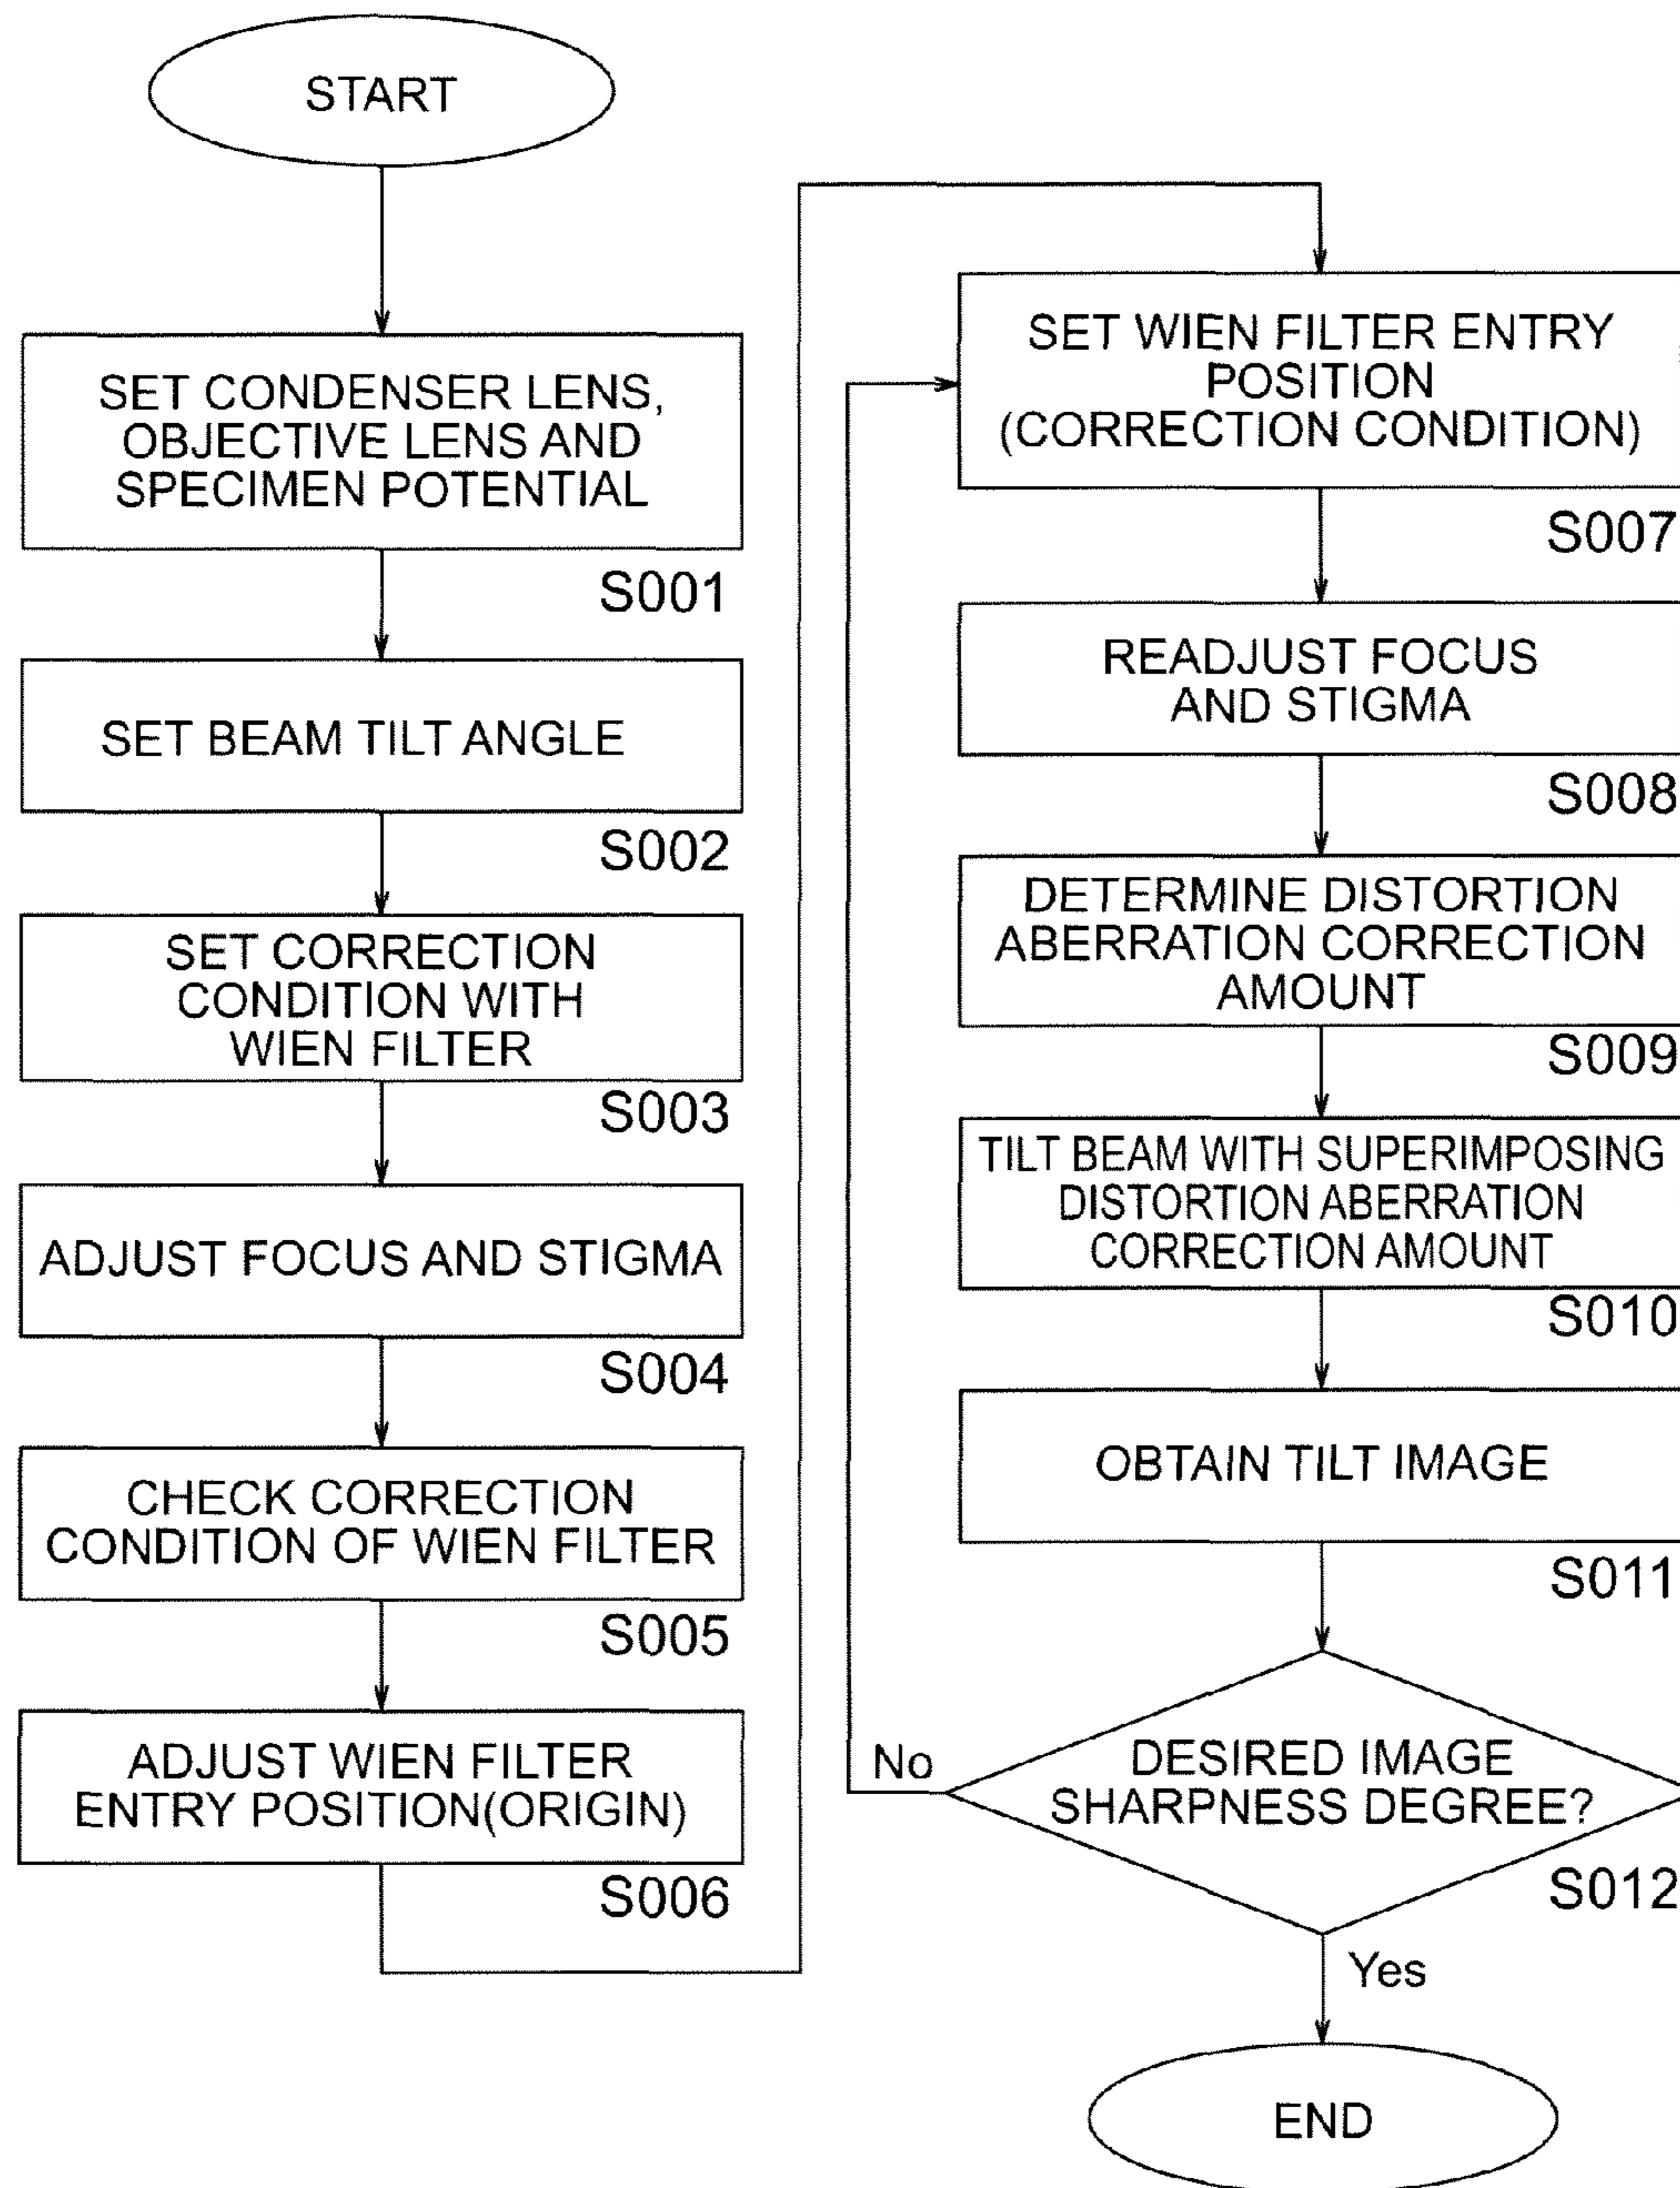 START
SET CONDENSER LENS,
OBJECTIVE LENS AND
SPECIMEN POTENTIAL
S001
SET BEAM TILT ANGLE
S002
SET CORRECTION
CONDITION WITH
WIEN FILTER
S003
ADJUST FOCUS AND STIGMA
S004
CHECK CORRECTION
CONDITION OF WIEN FILTER
S005
ADJUST WIEN FILTER
ENTRY POSITION(ORIGIN)
S006
SET WIEN FILTER ENTRY
POSITION
(CORRECTION CONDITION)
S007
READJUST FOCUS
AND STIGMA
S008
DETERMINE DISTORTION
ABERRATION CORRECTION
AMOUNT
S009
TILT BEAM WITH SUPERIMPOSING
DISTORTION ABERRATION
CORRECTION AMOUNT
S010
OBTAIN TILT IMAGE
S011
No
DESIRED IMAGE
SHARPNESS DEGREE?
S012
Yes
END